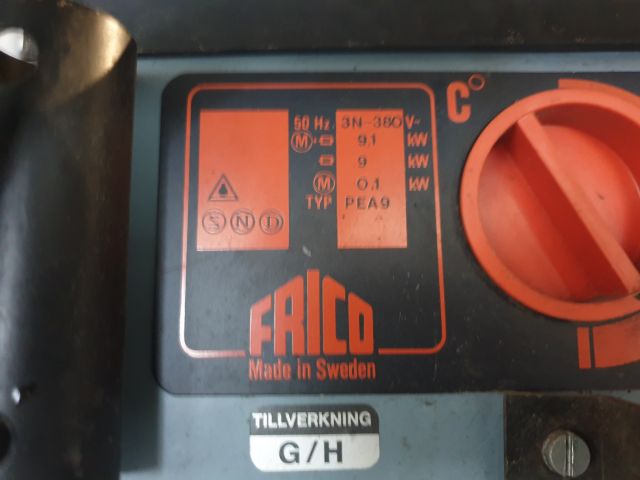 50 Hz 3N-380 V~
M 9,1 kW
9 kW
M 0,1 kW
TYP PEA9
S N D
C°
FRICO
Made in Sweden
TILLVERKNING
G/H